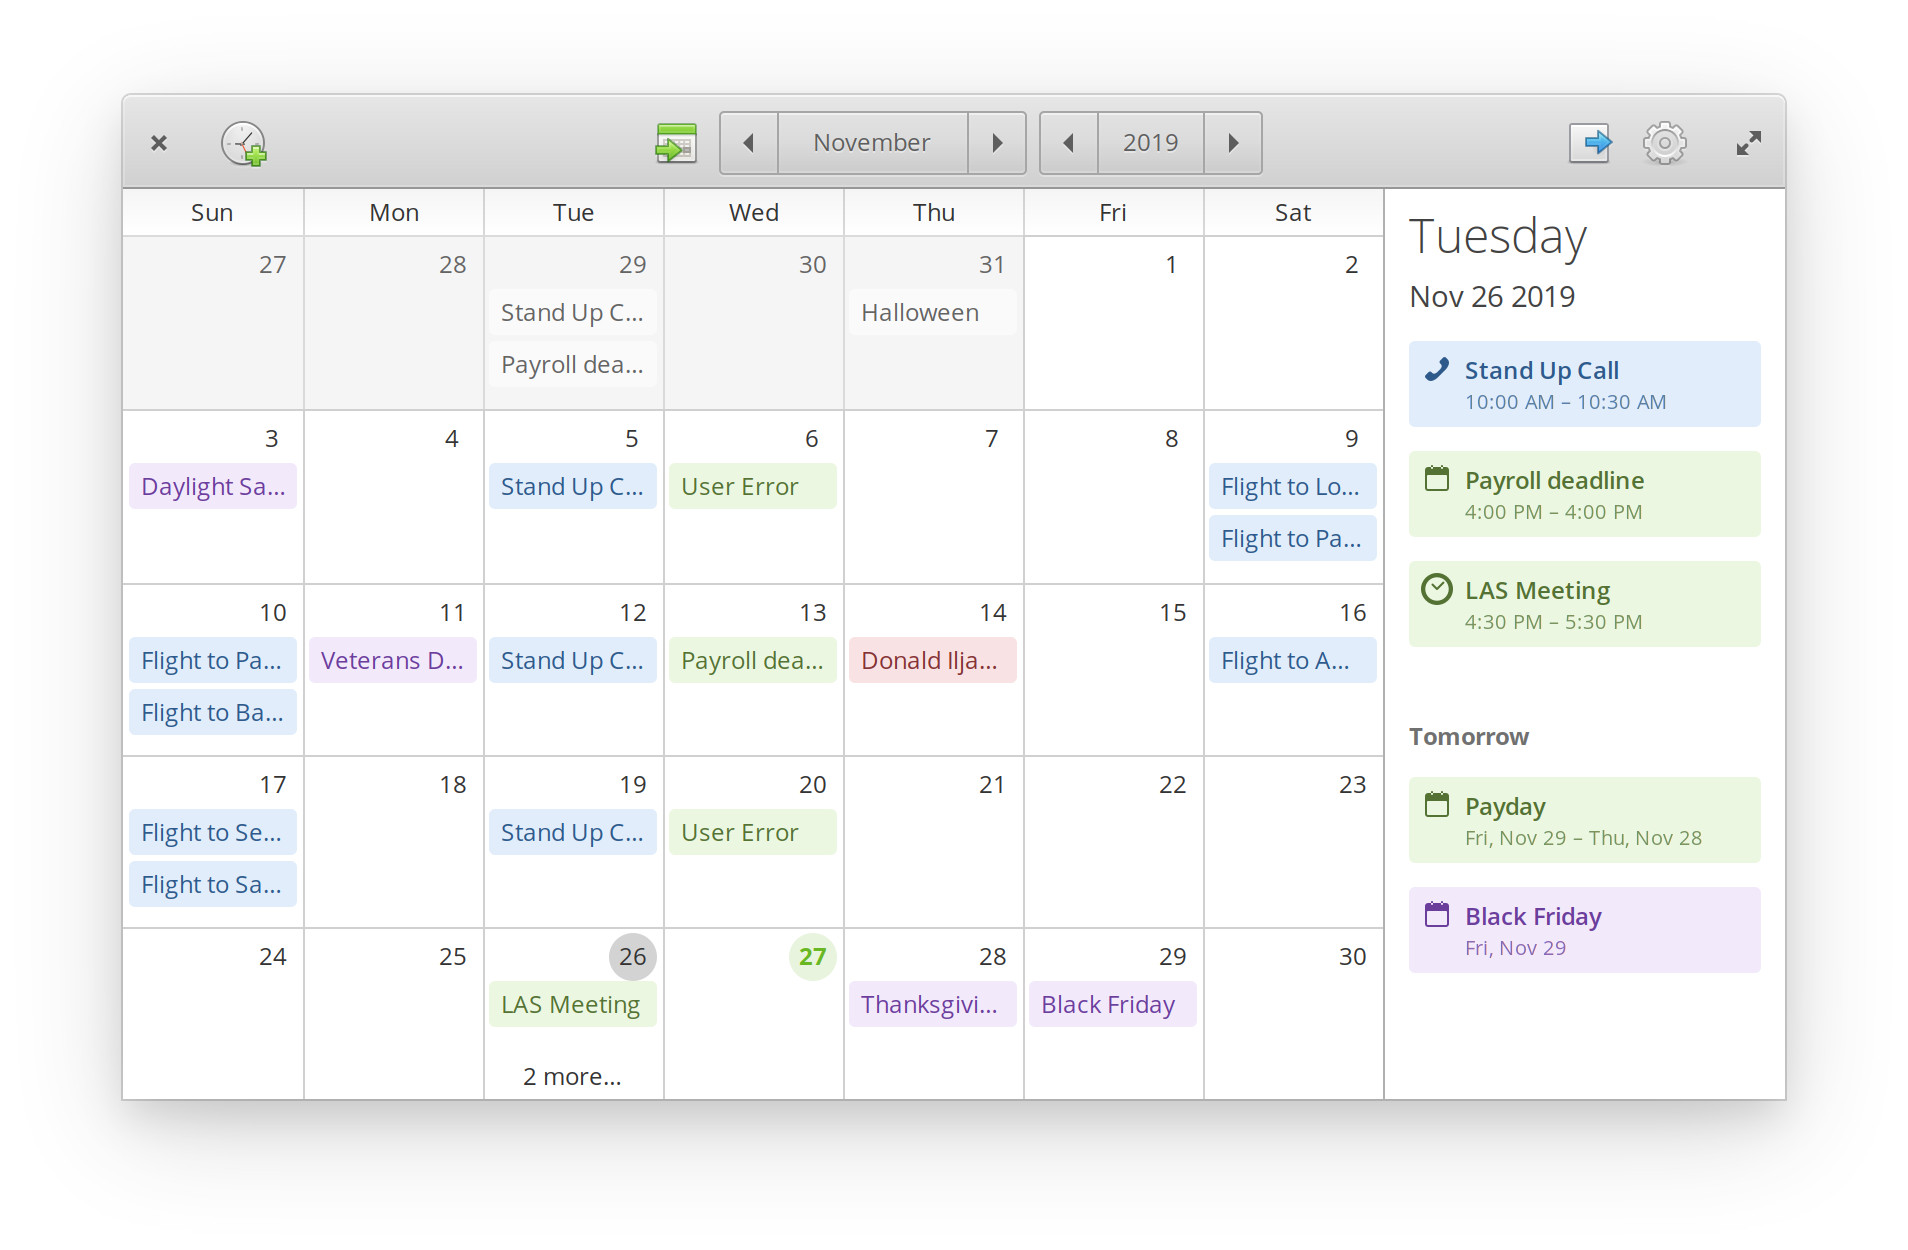 November
2019
Sun Mon Tue Wed Thu Fri Sat
27 28 29 30 31 1 2
Stand Up C... Halloween
Payroll dea...
3 4 5 6 7 8 9
Daylight Sa... Stand Up C... User Error Flight to Lo...
Flight to Pa...
10 11 12 13 14 15 16
Flight to Pa... Veterans D... Stand Up C... Payroll dea... Donald Ilja... Flight to A...
Flight to Ba...
17 18 19 20 21 22 23
Flight to Se... Stand Up C... User Error
Flight to Sa...
24 25 26 27 28 29 30
LAS Meeting Thanksgivi... Black Friday
2 more...
Tuesday
Nov 26 2019
Stand Up Call
10:00 AM – 10:30 AM
Payroll deadline
4:00 PM – 4:00 PM
LAS Meeting
4:30 PM – 5:30 PM
Tomorrow
Payday
Fri, Nov 29 – Thu, Nov 28
Black Friday
Fri, Nov 29